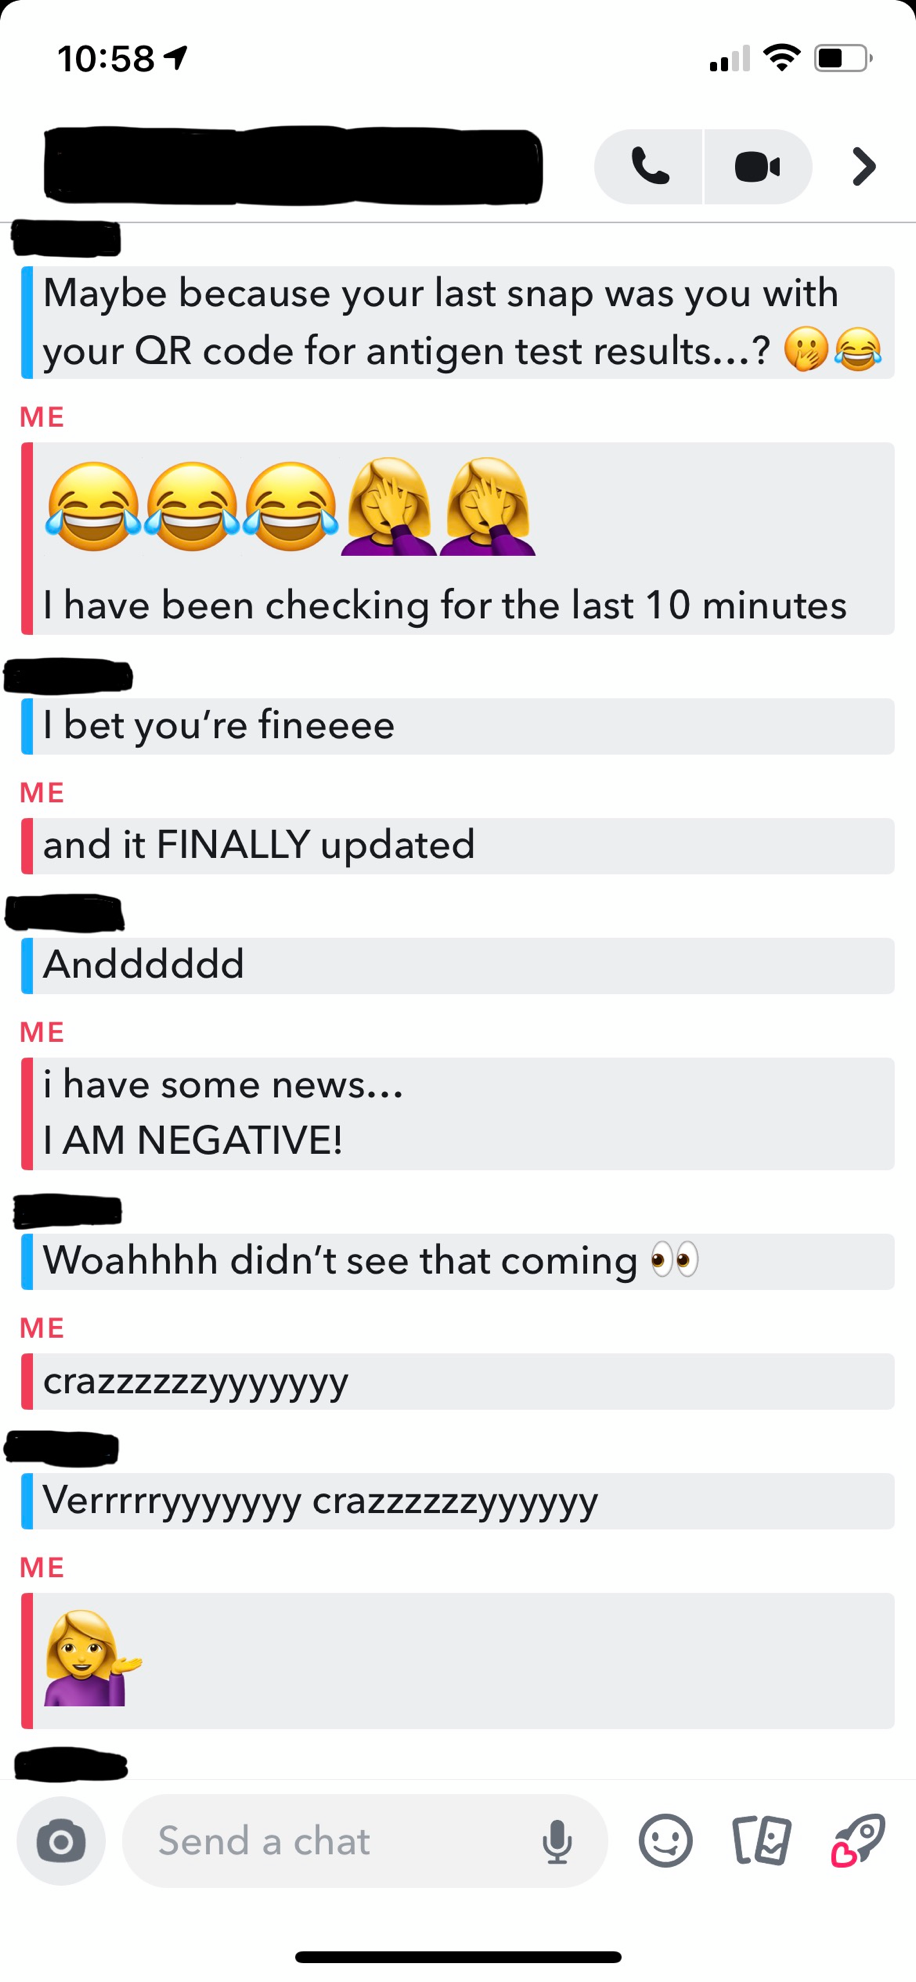 10:58
Maybe because your last snap was you with
your QR code for antigen test results...? 🤭😂
ME
😂😂😂🤦‍♀️🤦‍♀️
I have been checking for the last 10 minutes
I bet you’re fineeee
ME
and it FINALLY updated
Andddddd
ME
i have some news...
I AM NEGATIVE!
Woahhhh didn’t see that coming 👀
ME
crazzzzzzyyyyyyy
Verrrrryyyyyyy crazzzzzzyyyyyy
ME
💁‍♀️
Send a chat